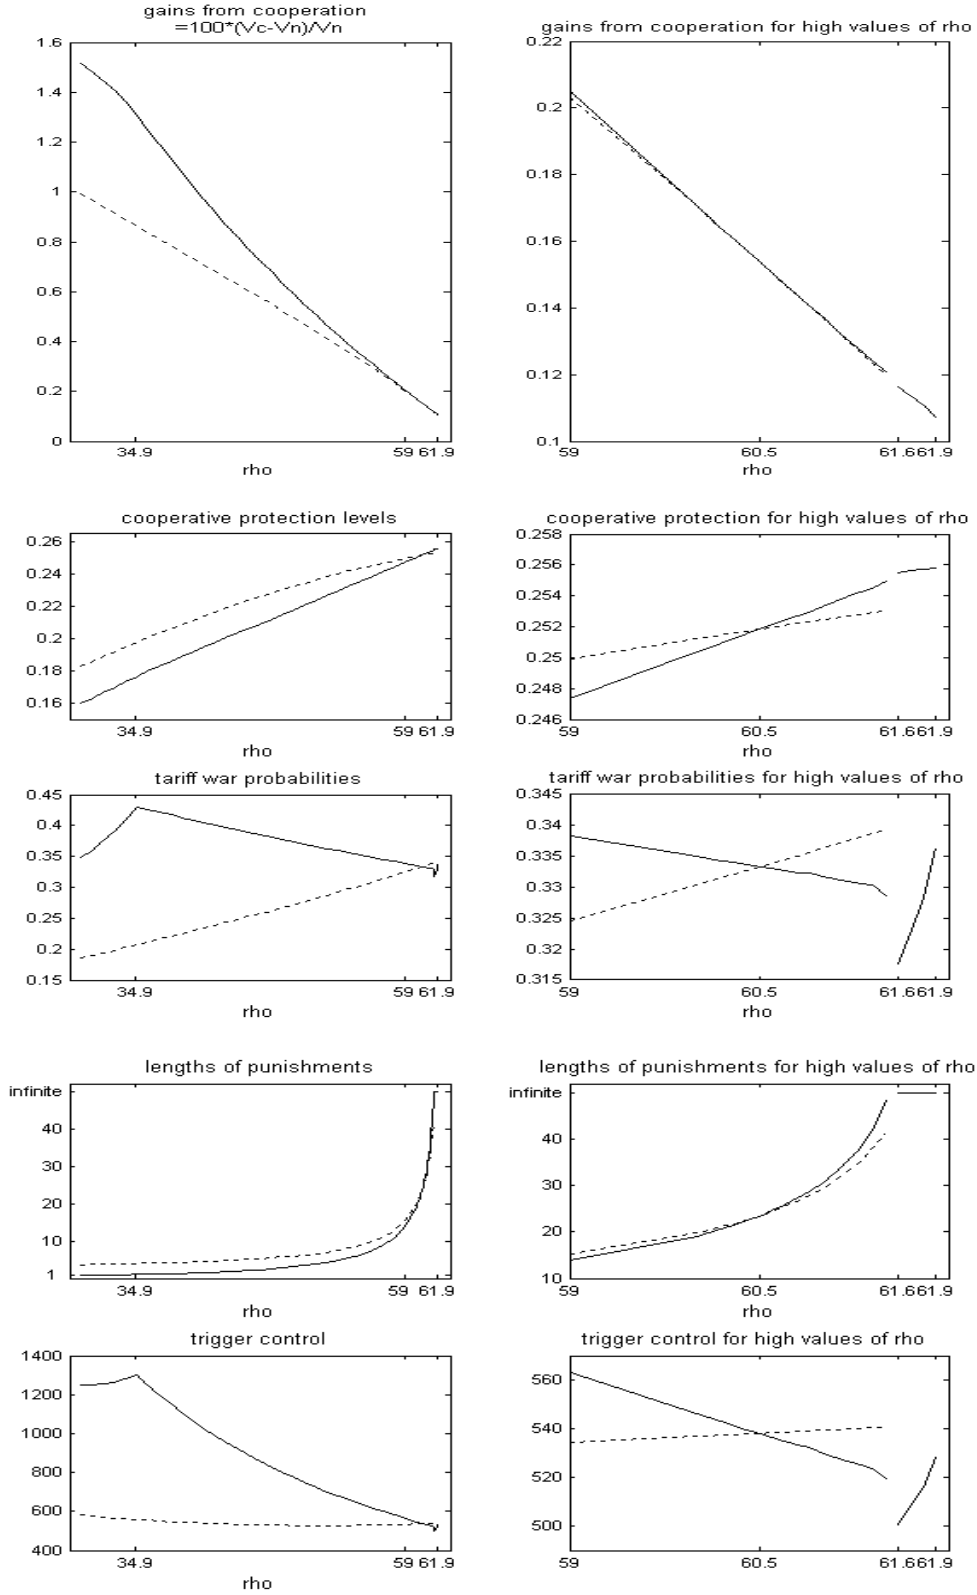 gains from cooperation
=100*(Vc-Vn)/Vn
1.6
1.4
1.2
1
0.8
0.6
0.4
0.2
0
34.9 59 61.9
rho
gains from cooperation for high values of rho
0.22
0.2
0.18
0.16
0.14
0.12
0.1
59 60.5 61.661.9
rho
cooperative protection levels
0.26
0.24
0.22
0.2
0.18
0.16
34.9 59 61.9
rho
cooperative protection for high values of rho
0.258
0.256
0.254
0.252
0.25
0.248
0.246
59 60.5 61.661.9
rho
tariff war probabilities
0.45
0.4
0.35
0.3
0.25
0.2
0.15
34.9 59 61.9
rho
tariff war probabilities for high values of rho
0.345
0.34
0.335
0.33
0.325
0.32
0.315
59 60.5 61.661.9
rho
lengths of punishments
infinite
40
30
20
10
1
34.9 59 61.9
rho
lengths of punishments for high values of rho
infinite
40
30
20
10
59 60.5 61.661.9
rho
trigger control
1400
1200
1000
800
600
400
34.9 59 61.9
rho
trigger control for high values of rho
560
540
520
500
59 60.5 61.661.9
rho